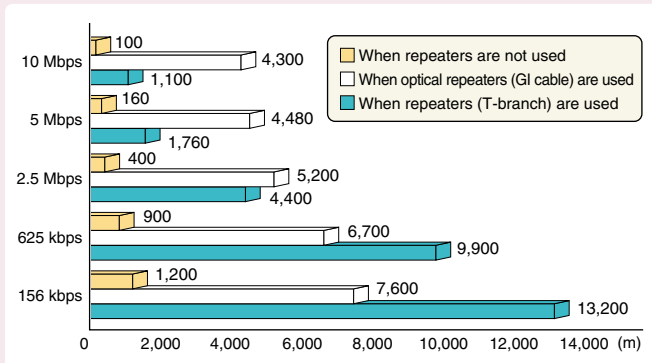 100
10 Mbps
4,300
1,100
160
5 Mbps
4,480
1,760
400
2.5 Mbps
5,200
4,400
900
625 kbps
6,700
9,900
1,200
156 kbps
7,600
13,200
0 2,000 4,000 6,000 8,000 10,000 12,000 14,000 (m)
When repeaters are not used
When optical repeaters (GI cable) are used
When repeaters (T-branch) are used